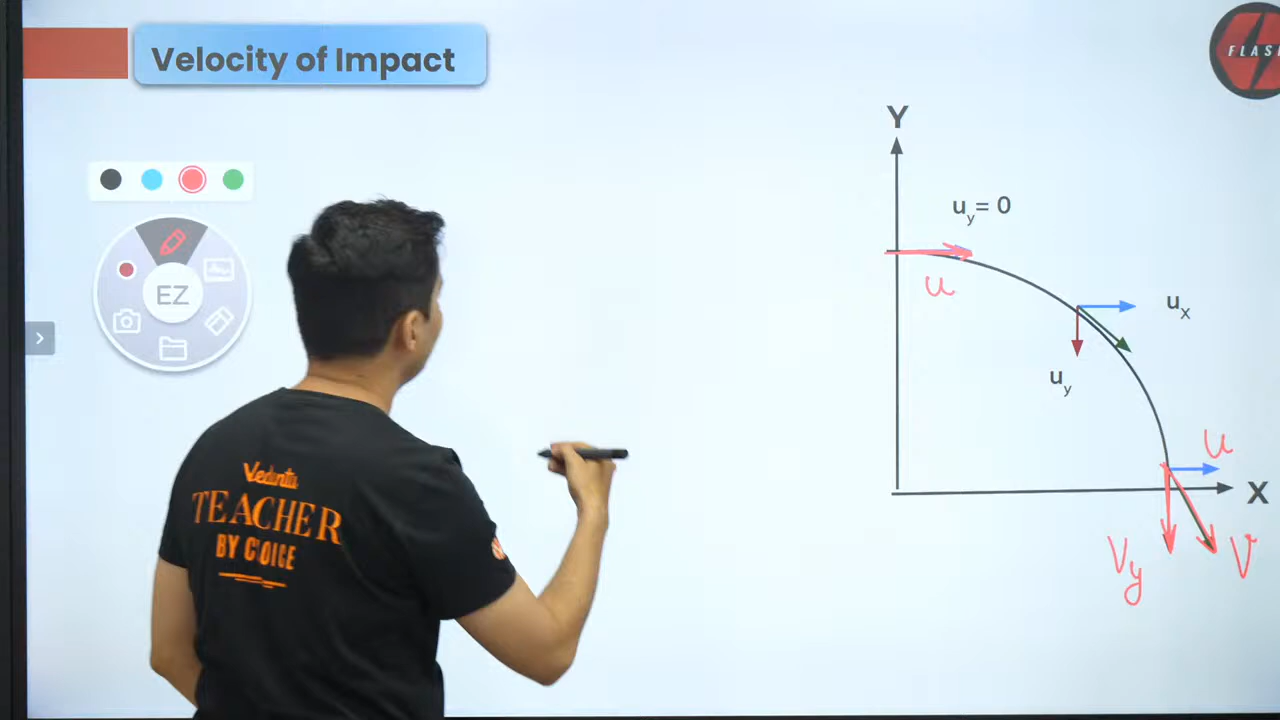 Velocity of Impact
FLAS
Y
u_y= 0
u
u_x
EZ
u_y
u
X
V_y
V
Vedantu
TEACHER
BY CHOICE